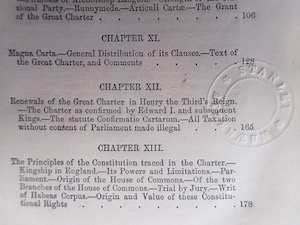 tional Party.—Runnymede.—Articuli Cartæ.—The Grant
of the Great Charter . . . . . 106
CHAPTER XI.
Magna Carta.—General Distribution of its Clauses.—Text of
the Great Charter, and Comments . . . . 128
CHAPTER XII.
Renewals of the Great Charter in Henry the Third's Reign.
—The Charter as confirmed by Edward I. and subsequent
Kings.—The statute Confirmatio Cartarum.—All Taxation
without consent of Parliament made illegal . . 165
CHAPTER XIII.
The Principles of the Constitution traced in the Charter.—
Kingship in England.—Its Powers and Limitations.—Par-
liament.—Origin of the House of Commons.—Of the two
Branches of the House of Commons.—Trial by Jury.—Writ
of Habeas Corpus.—Origin and Value of these Constitu-
tional Rights . . . . . . 178